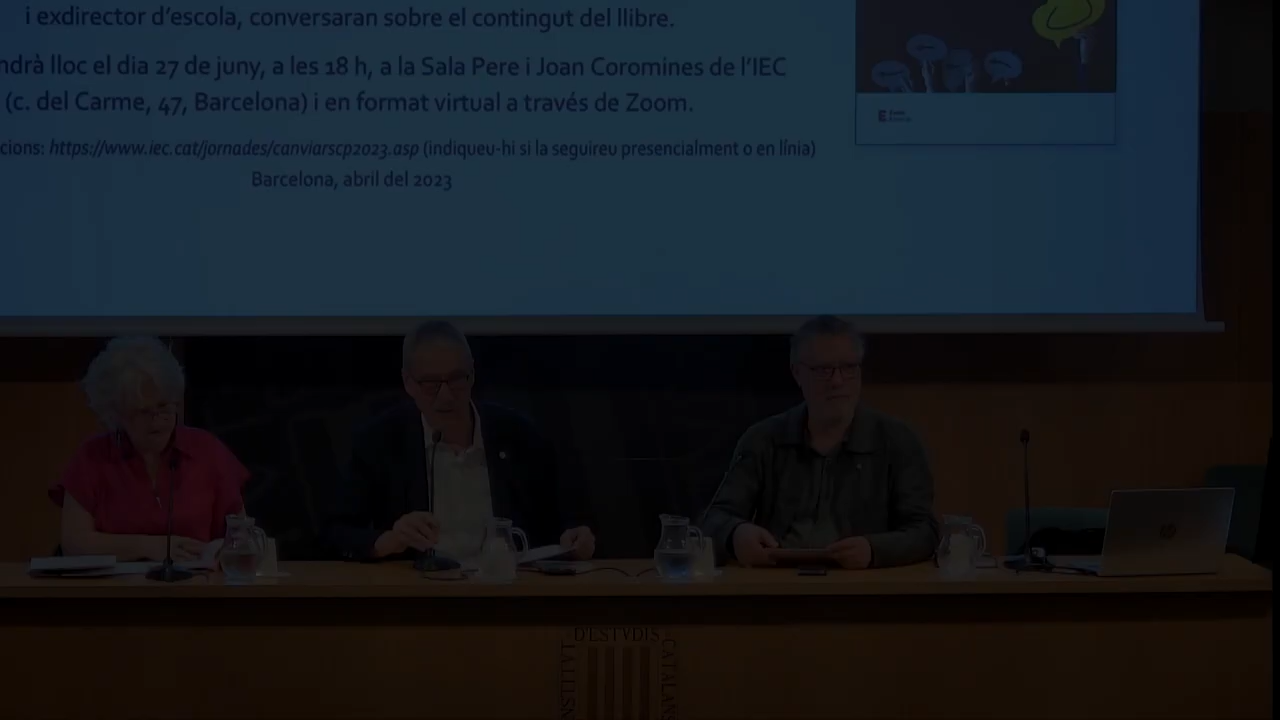 i exdirector d'escola, conversaran sobre el contingut del llibre.
ndrà lloc el dia 27 de juny, a les 18 h, a la Sala Pere i Joan Coromines de l'IEC
(c. del Carme, 47, Barcelona) i en format virtual a través de Zoom.
cions: https://www.iec.cat/jornades/canviarscp2023.asp (indiqueu-hi si la seguireu presencialment o en línia)
Barcelona, abril del 2023
hp
INSTITVT
D'ESTVDIS
CATALANS